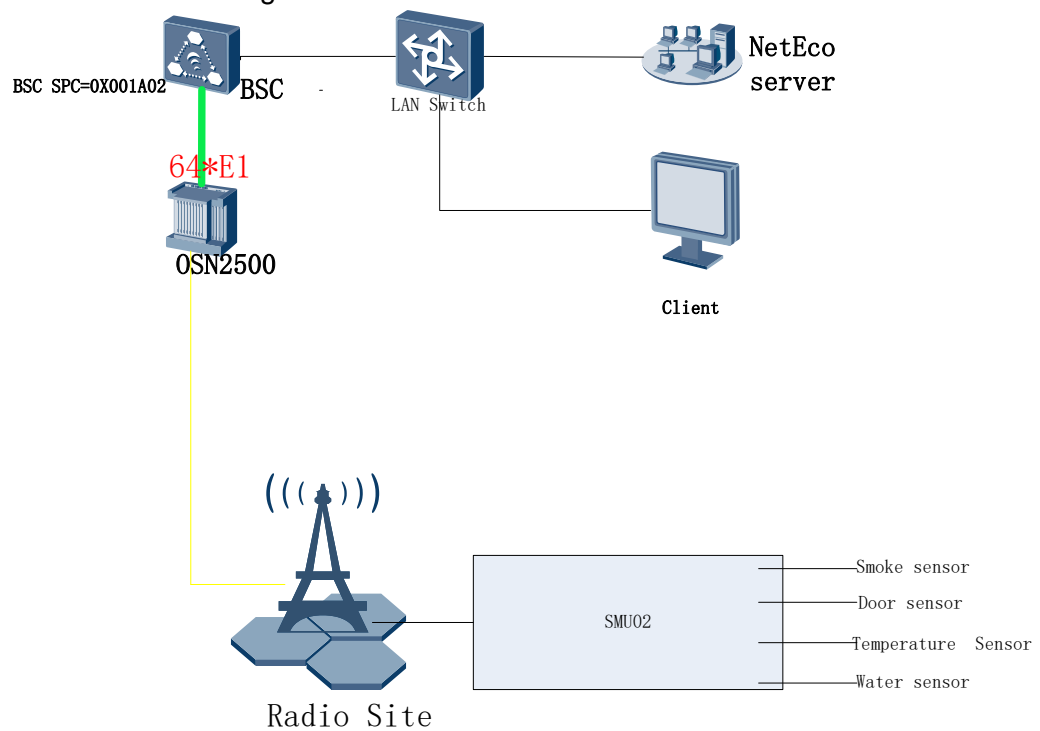 NetEco
server
BSC SPC=0X001A02
BSC
-
LAN Switch
64*E1
OSN2500
Client
Smoke sensor
Door sensor
SMU02
Temperature  Sensor
Water sensor
Radio Site